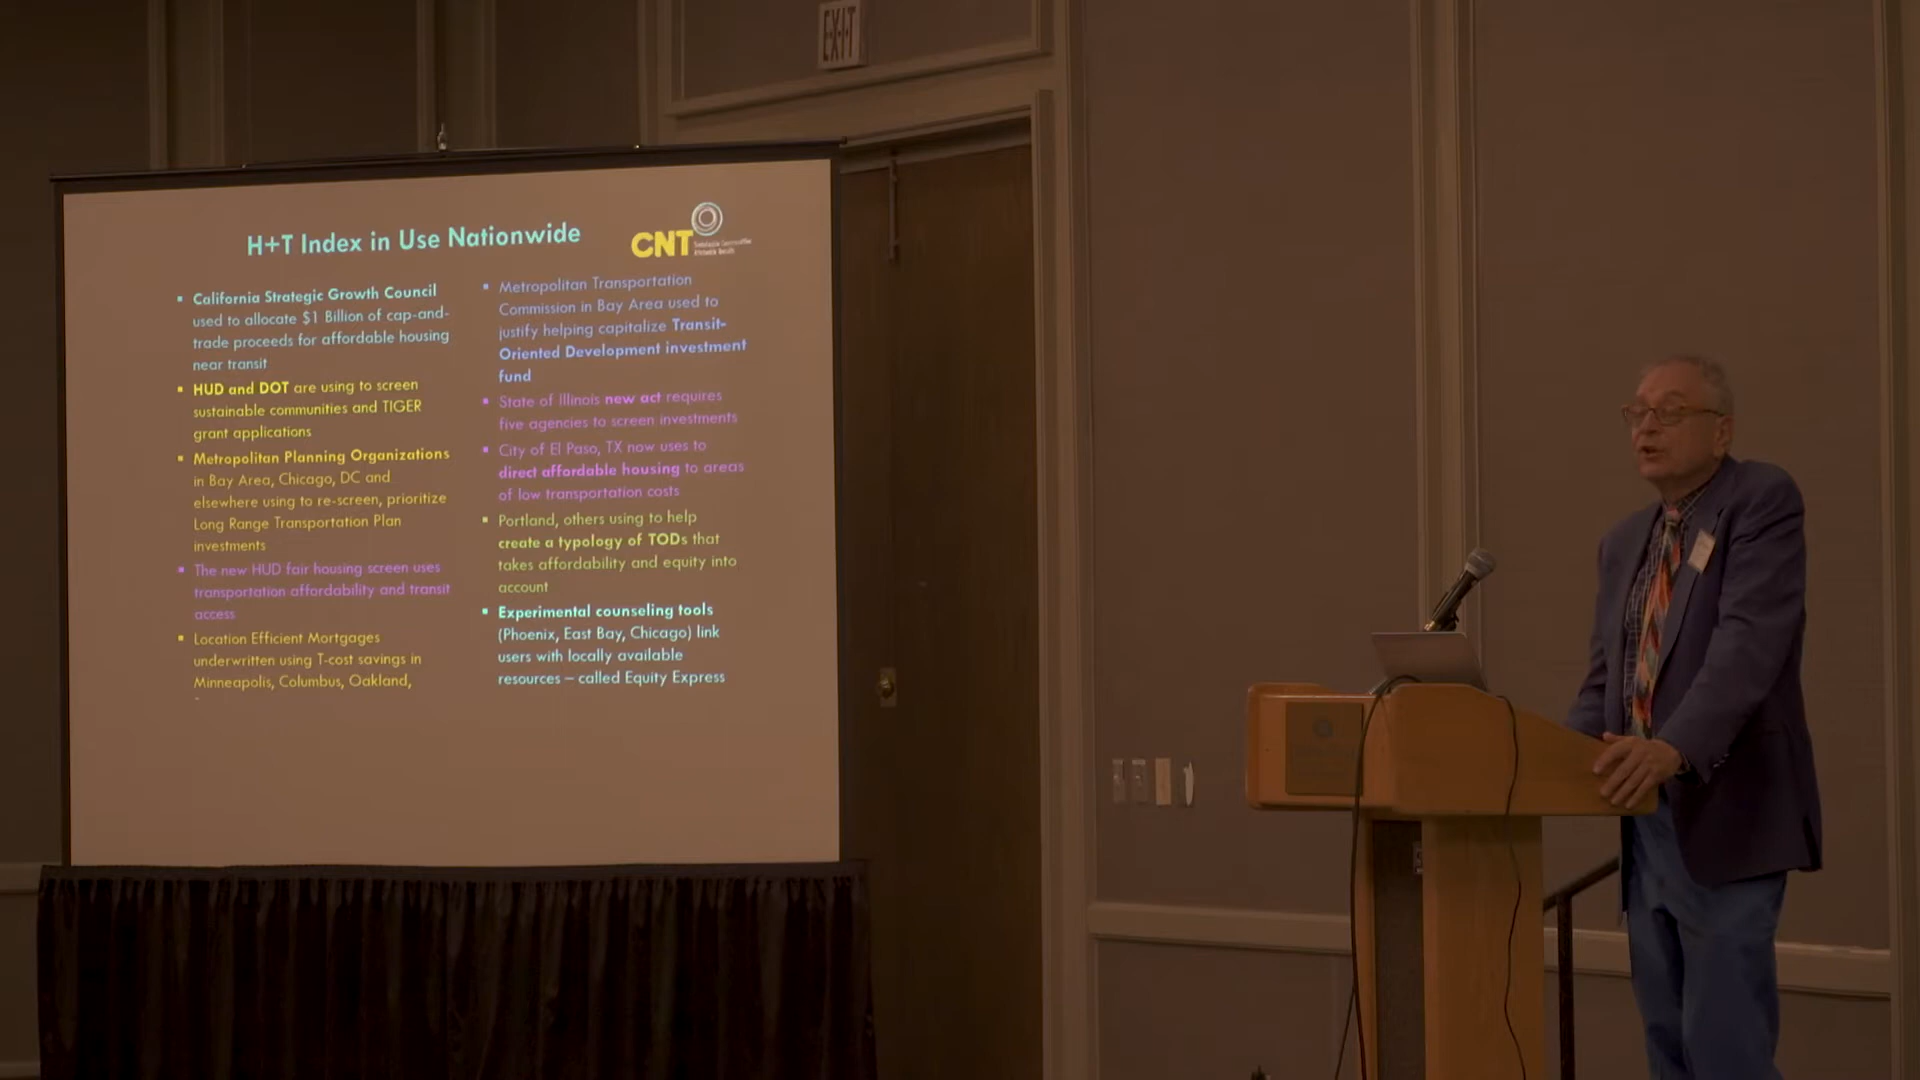 EXIT
H+T Index in Use Nationwide
CNT
▪ California Strategic Growth Council
used to allocate $1 Billion of cap-and-
trade proceeds for affordable housing
near transit
▪ HUD and DOT are using to screen
sustainable communities and TIGER
grant applications
▪ Metropolitan Planning Organizations
in Bay Area, Chicago, DC and
elsewhere using to re-screen, prioritize
Long Range Transportation Plan
investments
▪ The new HUD fair housing screen uses
transportation affordability and transit
access
▪ Location Efficient Mortgages
underwritten using T-cost savings in
Minneapolis, Columbus, Oakland,
▪ Metropolitan Transportation
Commission in Bay Area used to
justify helping capitalize Transit-
Oriented Development investment
fund
▪ State of Illinois new act requires
five agencies to screen investments
▪ City of El Paso, TX now uses to
direct affordable housing to areas
of low transportation costs
▪ Portland, others using to help
create a typology of TODs that
takes affordability and equity into
account
▪ Experimental counseling tools
(Phoenix, East Bay, Chicago) link
users with locally available
resources – called Equity Express